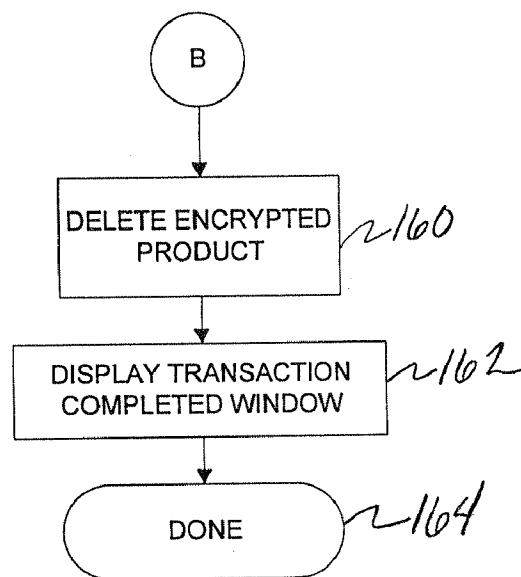 B
DELETE ENCRYPTED
PRODUCT
160
DISPLAY TRANSACTION
COMPLETED WINDOW
162
DONE
164